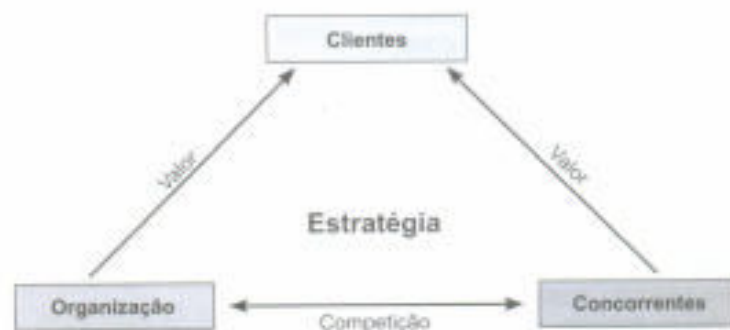 Clientes
Valor
Valor
Estratégia
Organização
Competição
Concorrentes